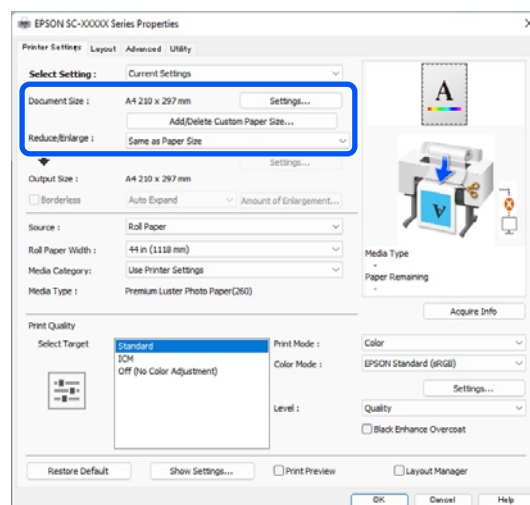 EPSON SC-XXXXX Series Properties
Printer Settings Layout Advanced Utility
Select Setting : Current Settings
Document Size : A4 210 x 297 mm Settings...
Add/Delete Custom Paper Size...
Reduce/Enlarge : Same as Paper Size
Settings...
Output Size : A4 210 x 297 mm
Borderless Auto Expand Amount of Enlargement...
Source : Roll Paper
Roll Paper Width : 44 in (1118 mm)
Media Category: Use Printer Settings
Media Type : Premium Luster Photo Paper(260)
A
A
Media Type
-
Paper Remaining
-
Acquire Info
Print Quality
Select Target
Standard
ICM
Off (No Color Adjustment)
Print Mode : Color
Color Mode : EPSON Standard (sRGB)
Settings...
Level : Quality
Black Enhance Overcoat
Restore Default Show Settings... Print Preview Layout Manager
OK Cancel Help